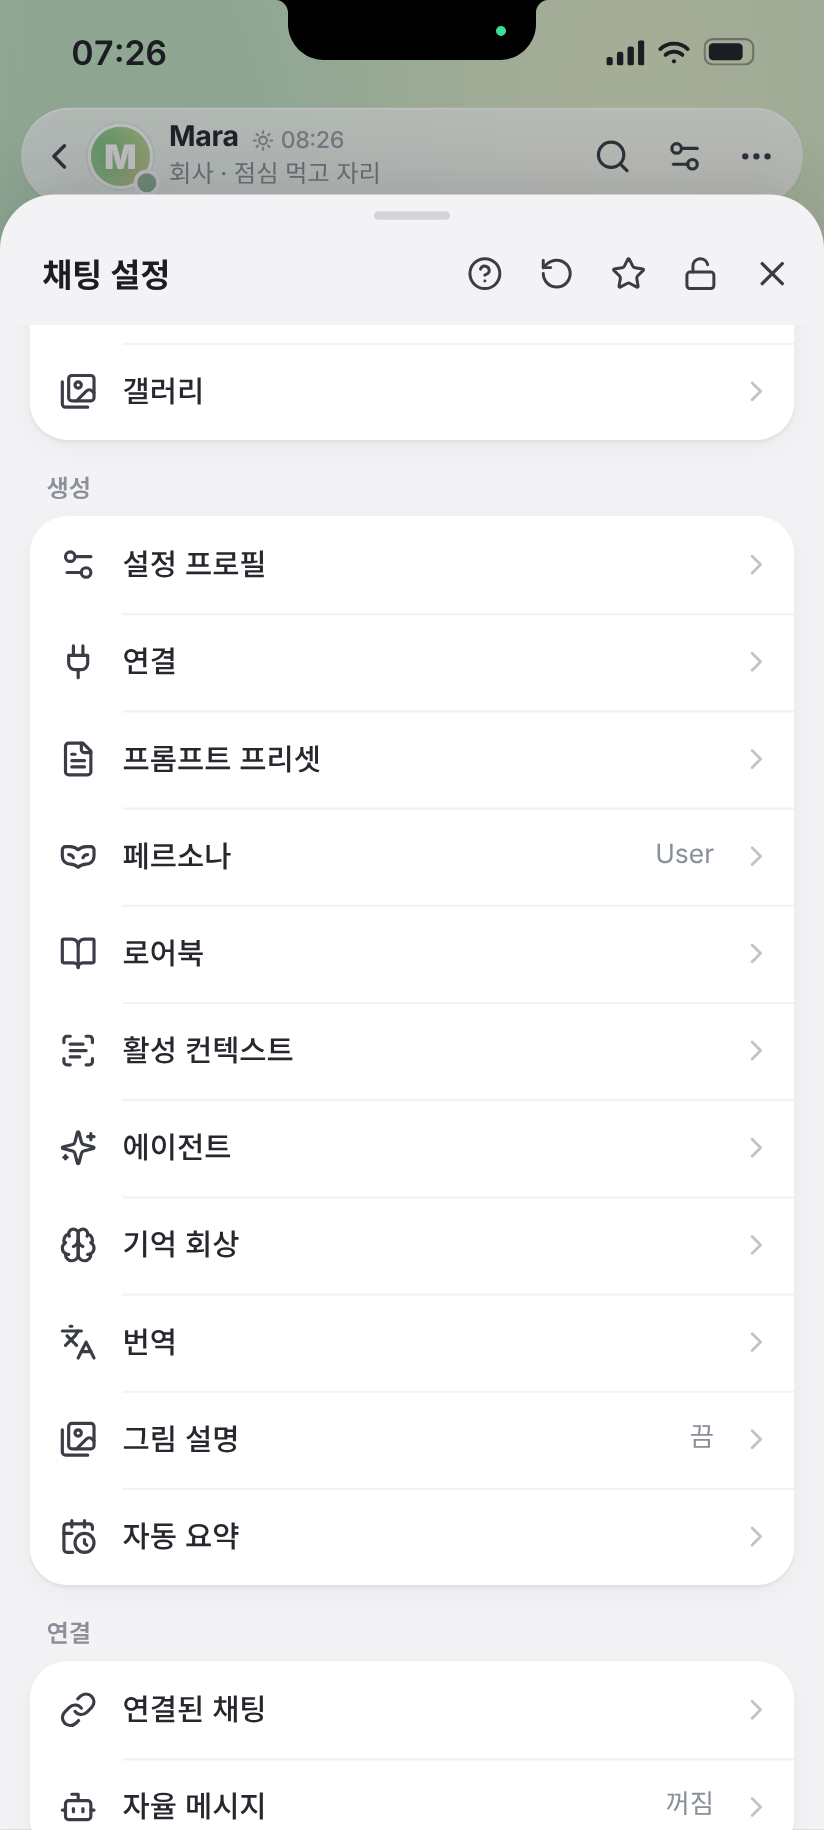 07:26
M
Mara 08:26
회사 · 점심 먹고 자리
채팅 설정
갤러리
생성
설정 프로필
연결
프롬프트 프리셋
페르소나 User
로어북
활성 컨텍스트
에이전트
기억 회상
번역
그림 설명 끔
자동 요약
연결
연결된 채팅
자율 메시지 꺼짐